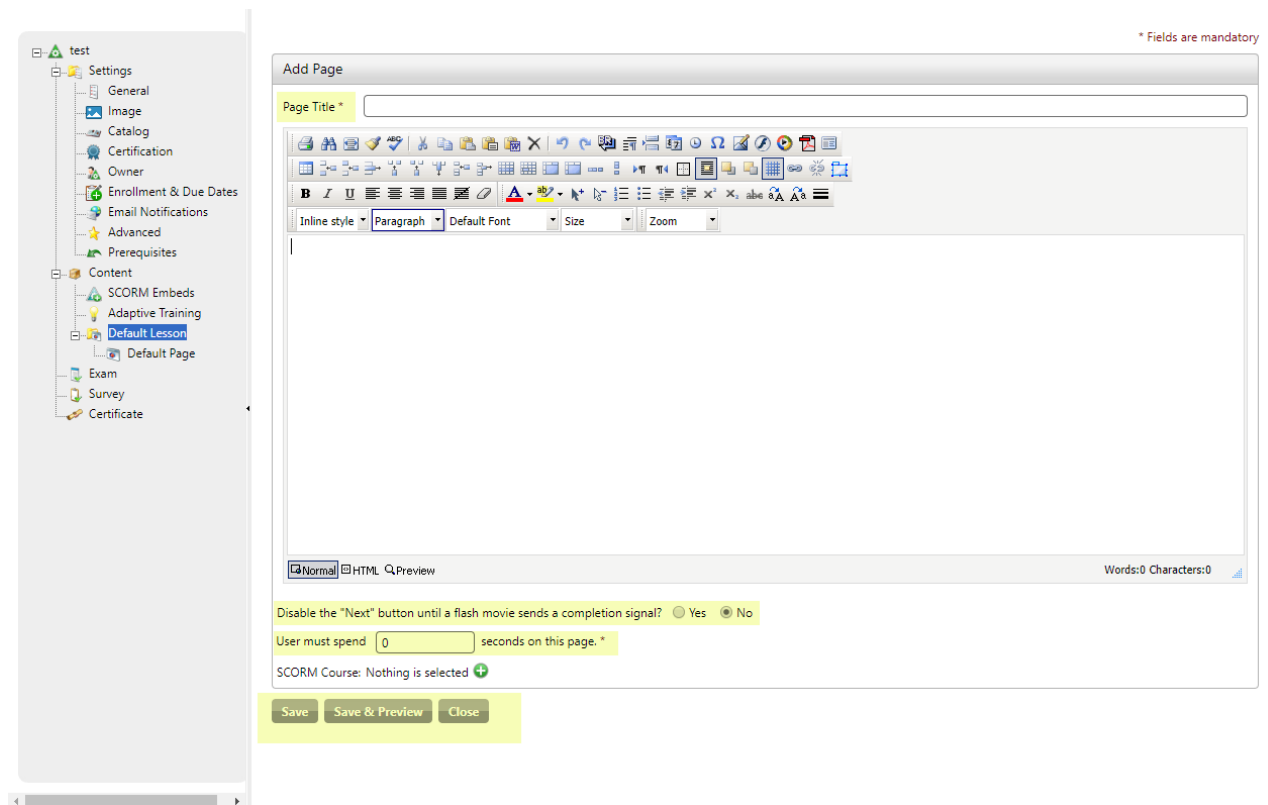 * Fields are mandatory
test
Settings
General
Image
Catalog
Certification
Owner
Enrollment & Due Dates
Email Notifications
Advanced
Prerequisites
Content
SCORM Embeds
Adaptive Training
Default Lesson
Default Page
Exam
Survey
Certificate
Add Page
Page Title *
B I U
Inline style Paragraph Default Font Size Zoom
Normal HTML Preview Words:0 Characters:0
Disable the "Next" button until a flash movie sends a completion signal? Yes No
User must spend 0 seconds on this page. *
SCORM Course: Nothing is selected
Save Save & Preview Close